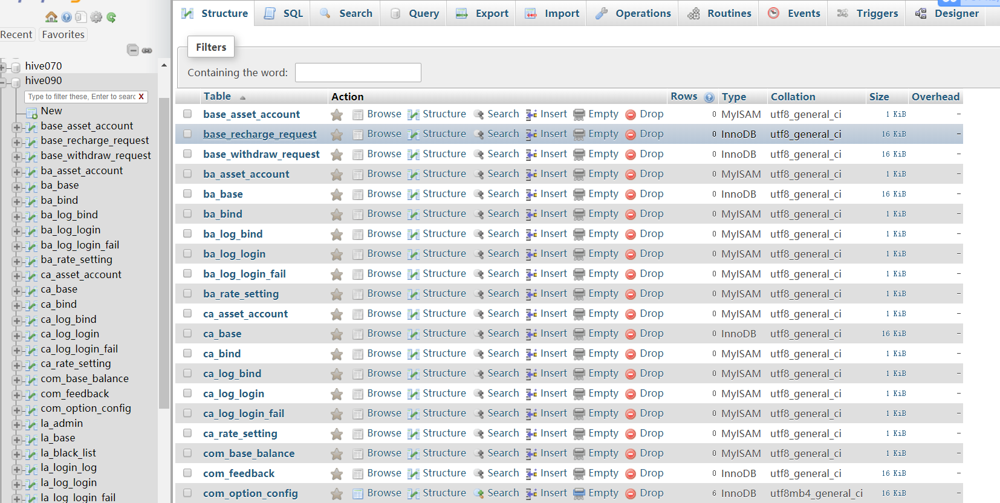 Recent Favorites
hive070
hive090
Type to filter these, Enter to searc X
New
base_asset_account
base_recharge_request
base_withdraw_request
ba_asset_account
ba_base
ba_bind
ba_log_bind
ba_log_login
ba_log_login_fail
ba_rate_setting
ca_asset_account
ca_base
ca_bind
ca_log_bind
ca_log_login
ca_log_login_fail
ca_rate_setting
com_base_balance
com_feedback
com_option_config
la_admin
la_base
la_black_list
la_login_log
la_log_login
la_log_login_fail
Structure SQL Search Query Export Import Operations Routines Events Triggers Designer
Filters
Containing the word:
Table Action Rows Type Collation Size Overhead
base_asset_account Browse Structure Search Insert Empty Drop 0 MyISAM utf8_general_ci 1 KiB -
base_recharge_request Browse Structure Search Insert Empty Drop 0 InnoDB utf8_general_ci 16 KiB -
base_withdraw_request Browse Structure Search Insert Empty Drop 0 InnoDB utf8_general_ci 16 KiB -
ba_asset_account Browse Structure Search Insert Empty Drop 0 MyISAM utf8_general_ci 1 KiB -
ba_base Browse Structure Search Insert Empty Drop 0 InnoDB utf8_general_ci 16 KiB -
ba_bind Browse Structure Search Insert Empty Drop 0 MyISAM utf8_general_ci 1 KiB -
ba_log_bind Browse Structure Search Insert Empty Drop 0 MyISAM utf8_general_ci 1 KiB -
ba_log_login Browse Structure Search Insert Empty Drop 0 MyISAM utf8_general_ci 1 KiB -
ba_log_login_fail Browse Structure Search Insert Empty Drop 0 MyISAM utf8_general_ci 1 KiB -
ba_rate_setting Browse Structure Search Insert Empty Drop 0 MyISAM utf8_general_ci 1 KiB -
ca_asset_account Browse Structure Search Insert Empty Drop 0 MyISAM utf8_general_ci 1 KiB -
ca_base Browse Structure Search Insert Empty Drop 0 InnoDB utf8_general_ci 16 KiB -
ca_bind Browse Structure Search Insert Empty Drop 0 MyISAM utf8_general_ci 1 KiB -
ca_log_bind Browse Structure Search Insert Empty Drop 0 MyISAM utf8_general_ci 1 KiB -
ca_log_login Browse Structure Search Insert Empty Drop 0 MyISAM utf8_general_ci 1 KiB -
ca_log_login_fail Browse Structure Search Insert Empty Drop 0 MyISAM utf8_general_ci 1 KiB -
ca_rate_setting Browse Structure Search Insert Empty Drop 0 MyISAM utf8_general_ci 1 KiB -
com_base_balance Browse Structure Search Insert Empty Drop 0 MyISAM utf8_general_ci 1 KiB -
com_feedback Browse Structure Search Insert Empty Drop 0 InnoDB utf8_general_ci 16 KiB -
com_option_config Browse Structure Search Insert Empty Drop 6 InnoDB utf8mb4_general_ci 16 KiB -